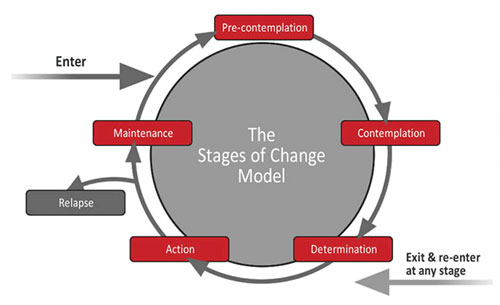 Pre-contemplation
Enter
Maintenance
The
Stages of Change
Model
Contemplation
Relapse
Action
Determination
Exit & re-enter
at any stage